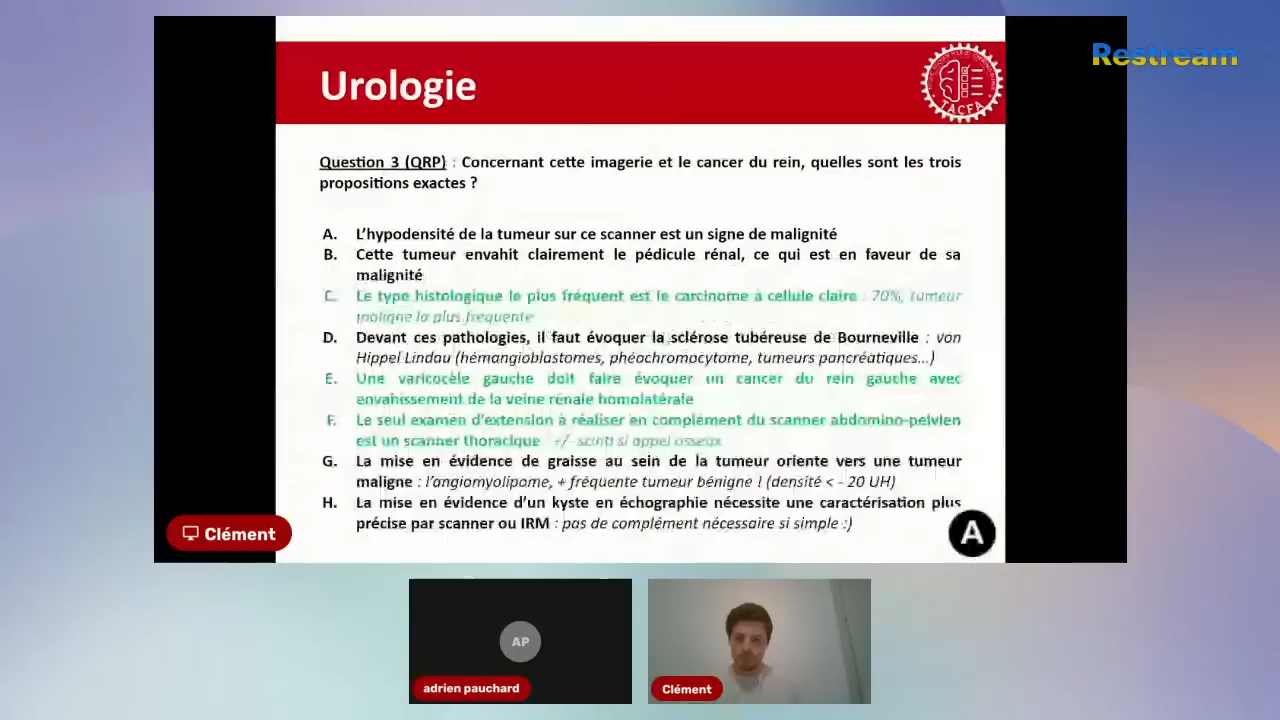 Restream
Urologie
TACFA
Question 3 (QRP) : Concernant cette imagerie et le cancer du rein, quelles sont les trois
propositions exactes ?
A. L'hypodensité de la tumeur sur ce scanner est un signe de malignité
B. Cette tumeur envahit clairement le pédicule rénal, ce qui est en faveur de sa
malignité
C. Le type histologique le plus fréquent est le carcinome à cellule claire : 70%, tumeur
maligne la plus fréquente
D. Devant ces pathologies, il faut évoquer la sclérose tubéreuse de Bourneville : von
Hippel Lindau (hémangioblastomes, phéochromocytome, tumeurs pancréatiques...)
E. Une varicocèle gauche doit faire évoquer un cancer du rein gauche avec
envahissement de la veine rénale homolatérale
F. Le seul examen d'extension à réaliser en complément du scanner abdomino-pelvien
est un scanner thoracique +/- scinti si appel osseux
G. La mise en évidence de graisse au sein de la tumeur oriente vers une tumeur
maligne : l'angiomyolipome, + fréquente tumeur bénigne ! (densité < - 20 UH)
H. La mise en évidence d'un kyste en échographie nécessite une caractérisation plus
précise par scanner ou IRM : pas de complément nécessaire si simple :)
Clément
A
AP
adrien pauchard
Clément